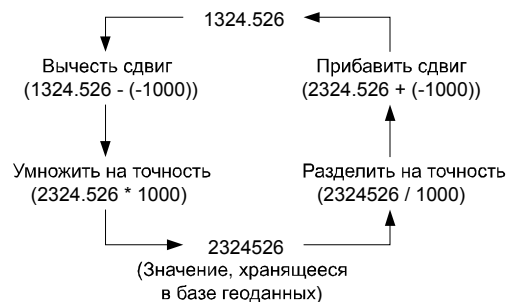 1324.526
Вычесть сдвиг
(1324.526 - (-1000))
Прибавить сдвиг
(2324.526 + (-1000))
Умножить на точность
(2324.526 * 1000)
Разделить на точность
(2324526 / 1000)
2324526
(Значение, хранящееся
в базе геоданных)